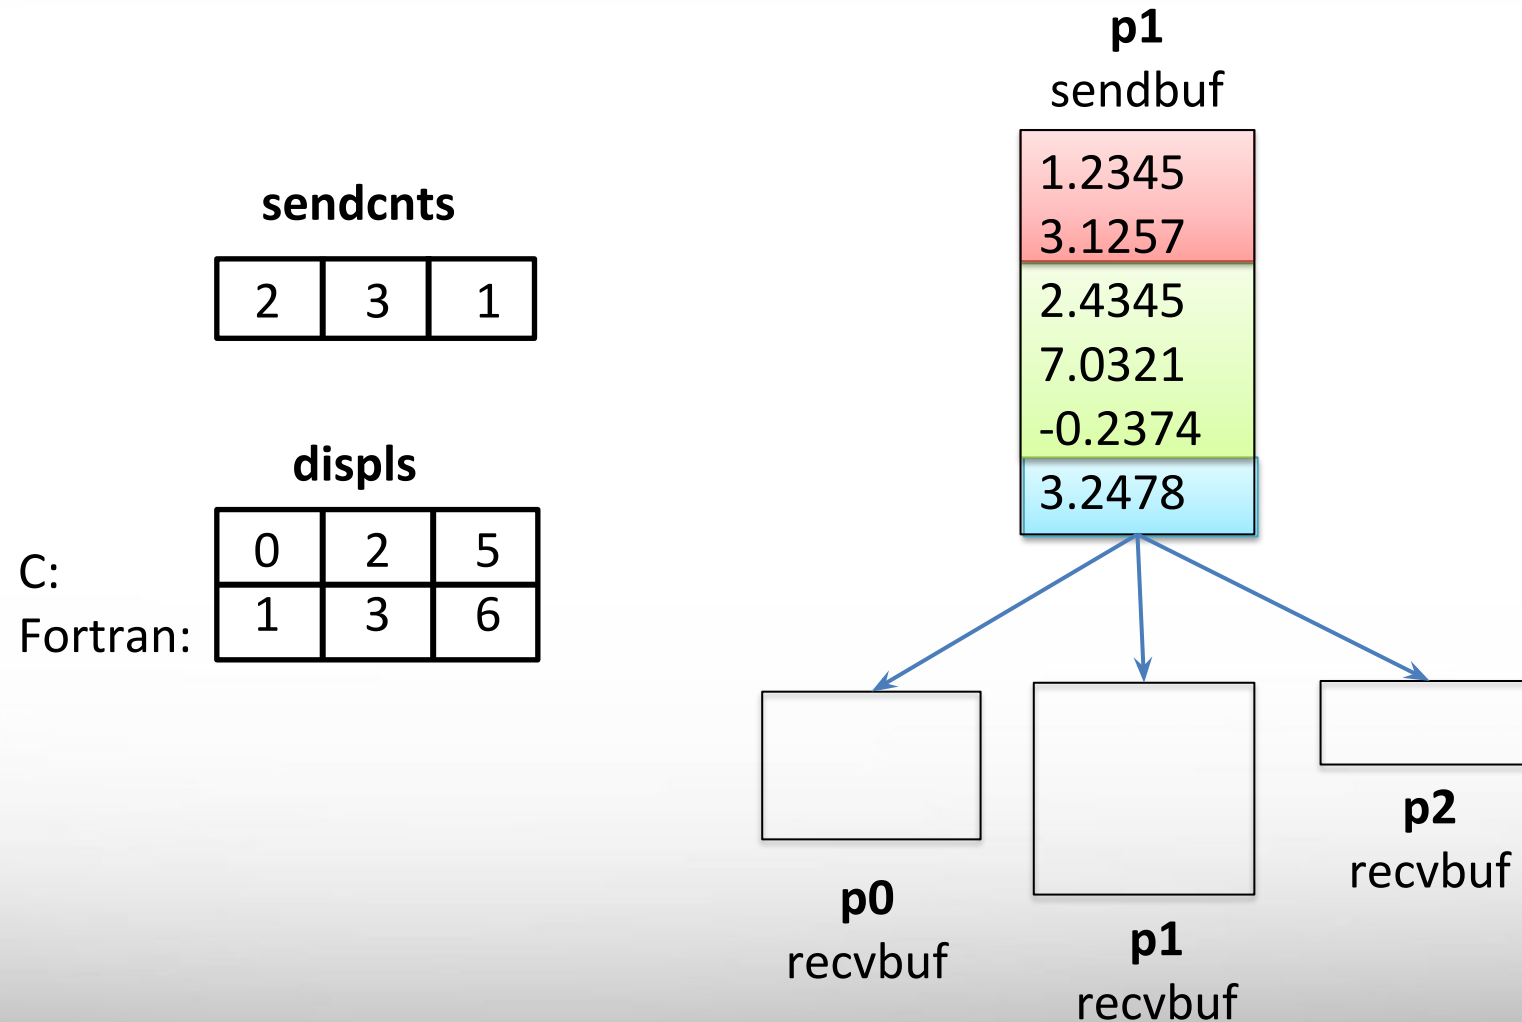 p1
sendbuf
1.2345
3.1257
2.4345
7.0321
-0.2374
3.2478
sendcnts
2 3 1
displs
C: 0 2 5
Fortran: 1 3 6
p0
recvbuf
p1
recvbuf
p2
recvbuf